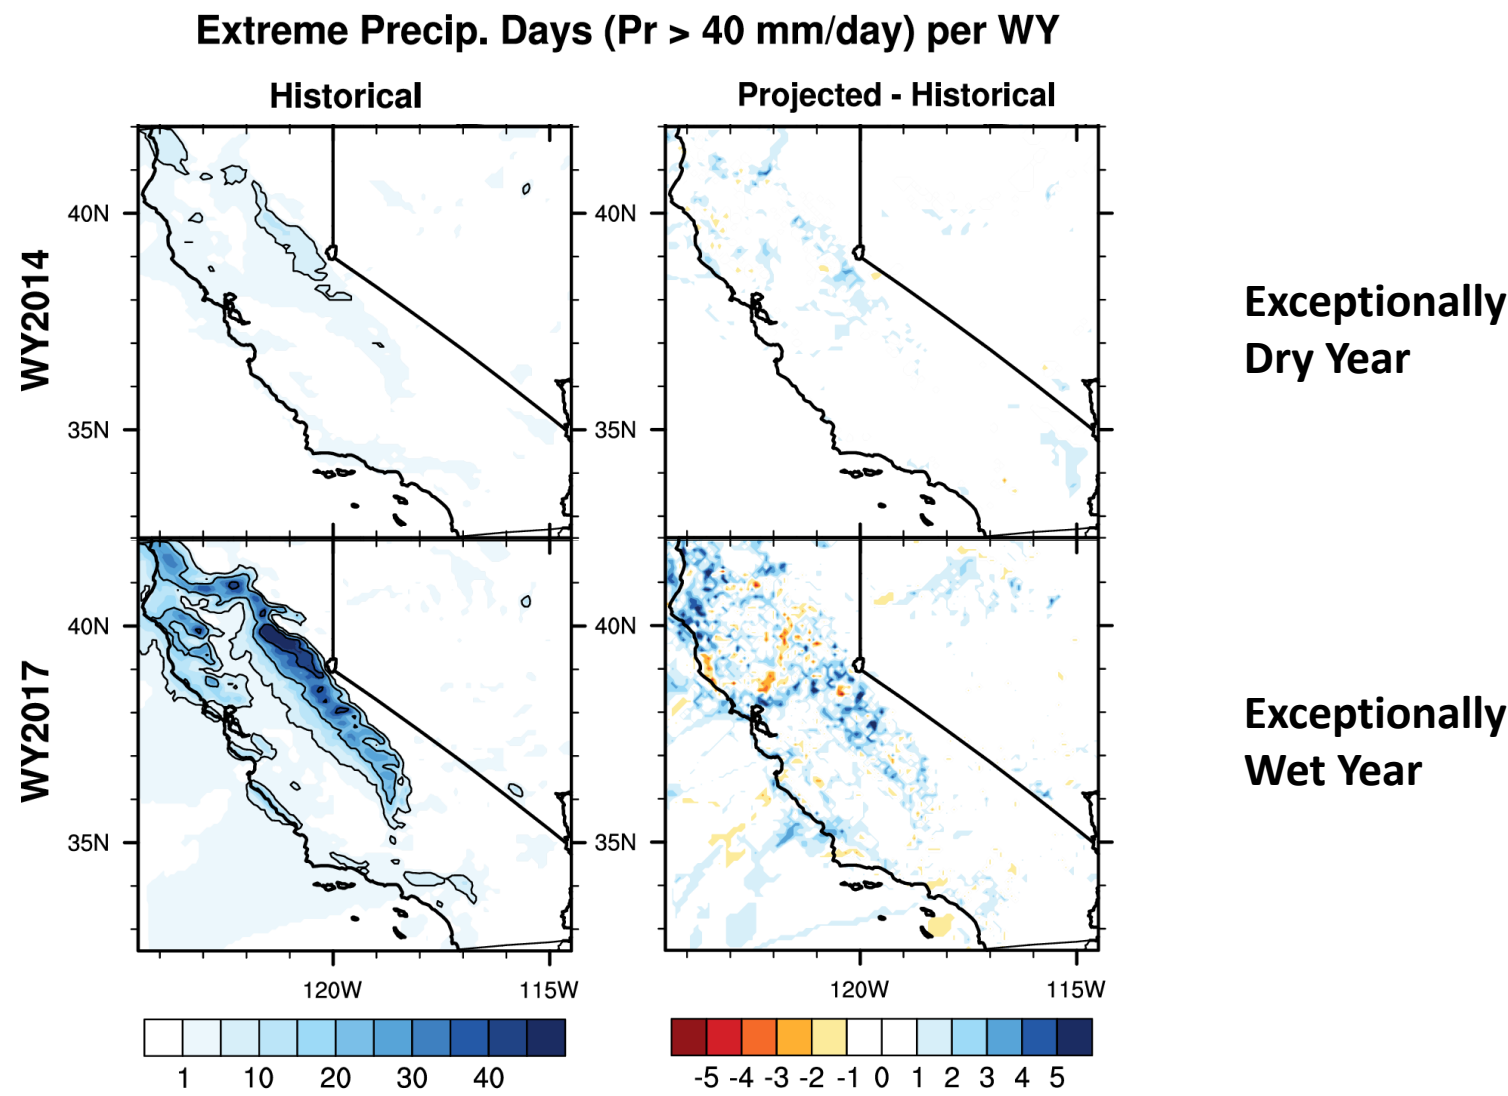 Extreme Precip. Days (Pr > 40 mm/day) per WY
Historical
Projected - Historical
WY2014
40N
35N
40N
35N
Exceptionally
Dry Year
WY2017
40N
35N
40N
35N
Exceptionally
Wet Year
120W 115W
120W 115W
1 10 20 30 40
-5 -4 -3 -2 -1 0 1 2 3 4 5